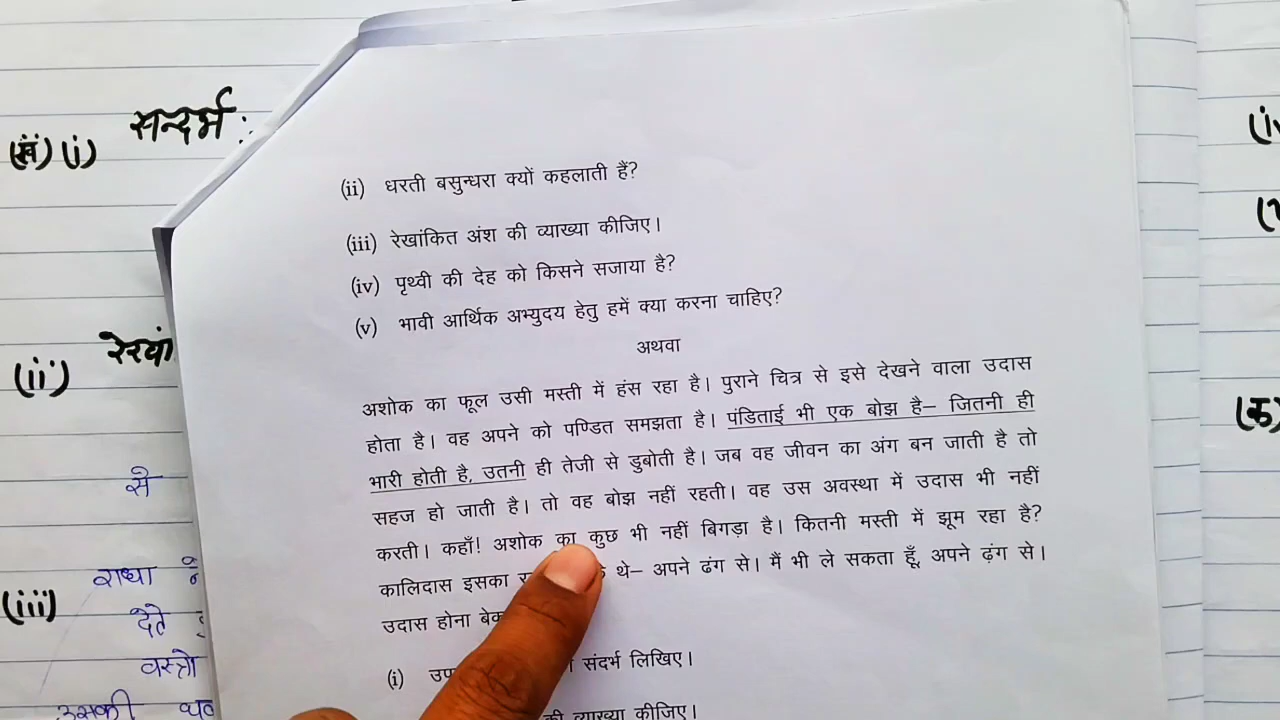 (ख) (i) सन्दर्भ :
(ii)
(iii)
से
राधा
देते
वस्त्रो
उसकी
(ii) धरती बसुन्धरा क्यों कहलाती हैं?
(iii) रेखांकित अंश की व्याख्या कीजिए।
(iv) पृथ्वी की देह को किसने सजाया है?
(v) भावी आर्थिक अभ्युदय हेतु हमें क्या करना चाहिए?
अथवा
अशोक का फूल उसी मस्ती में हंस रहा है। पुराने चित्र से इसे देखने वाला उदास
होता है। वह अपने को पण्डित समझता है। पंडिताई भी एक बोझ है– जितनी ही
भारी होती है, उतनी ही तेजी से डुबोती है। जब वह जीवन का अंग बन जाती है तो
सहज हो जाती है। तो वह बोझ नहीं रहती। वह उस अवस्था में उदास भी नहीं
करती। कहाँ! अशोक का कुछ भी नहीं बिगड़ा है। कितनी मस्ती में झूम रहा है?
कालिदास इसका थे– अपने ढंग से। मैं भी ले सकता हूँ, अपने ढ़ंग से।
उदास होना
(i) संदर्भ लिखिए।
की व्याख्या कीजिए।
(क)